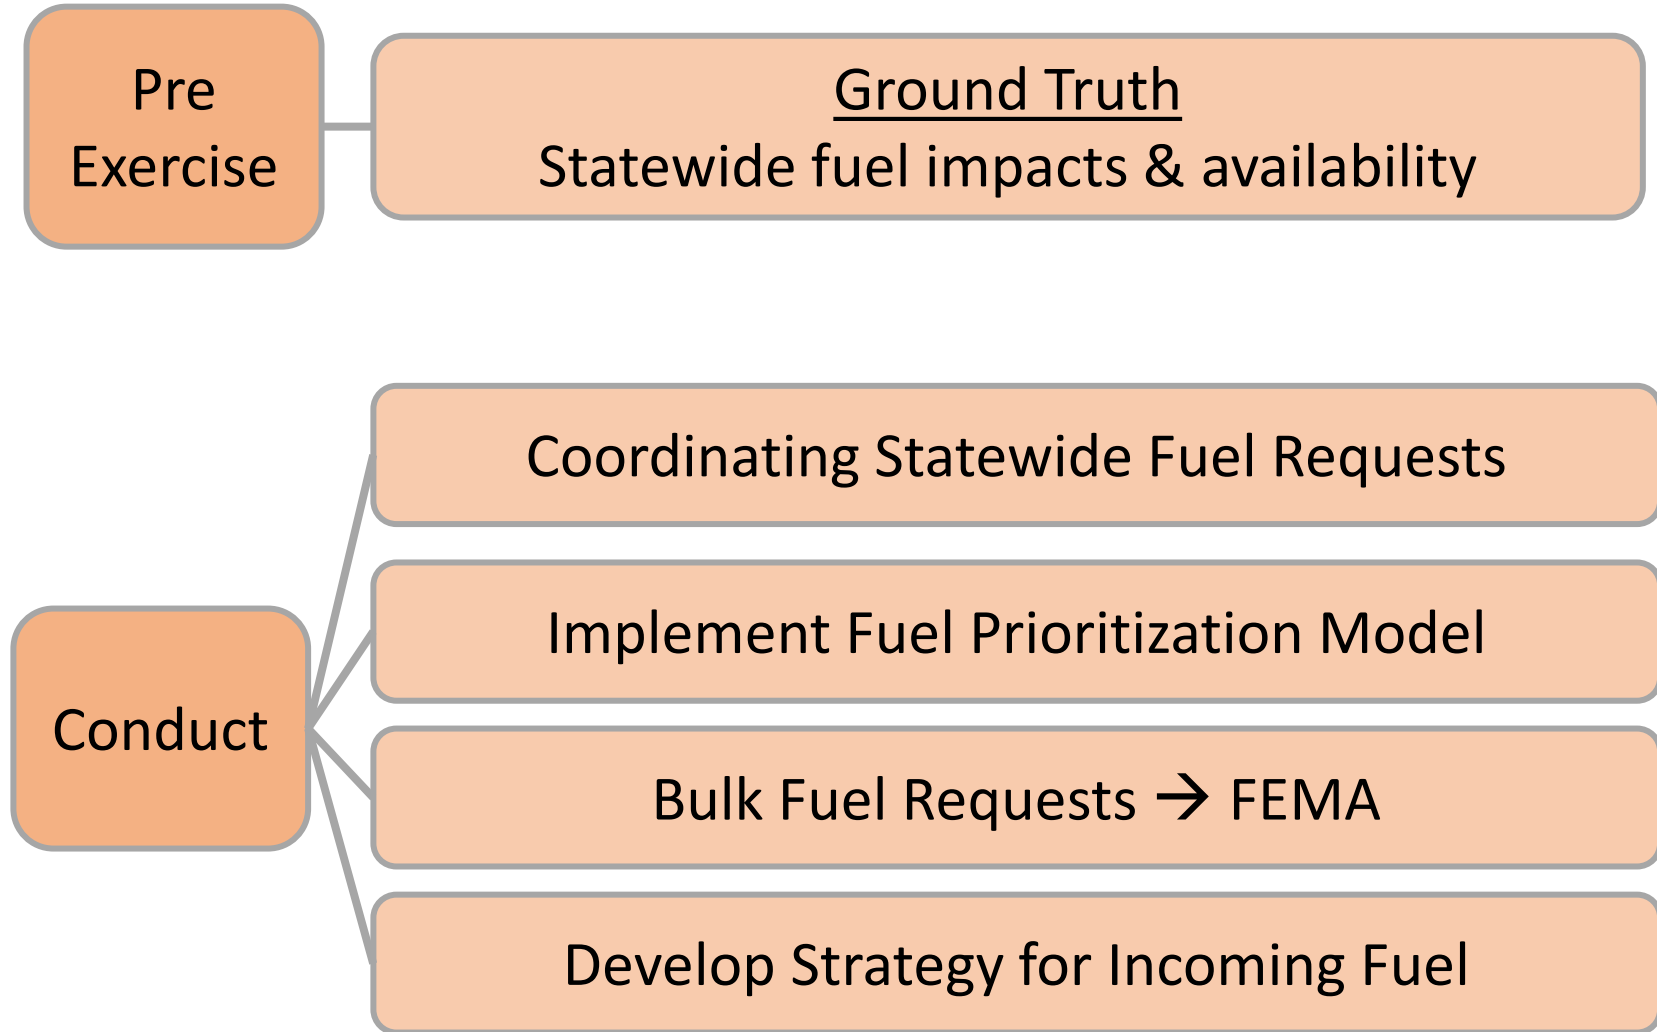 Pre
Exercise
Ground Truth
Statewide fuel impacts & availability
Conduct
Coordinating Statewide Fuel Requests
Implement Fuel Prioritization Model
Bulk Fuel Requests → FEMA
Develop Strategy for Incoming Fuel